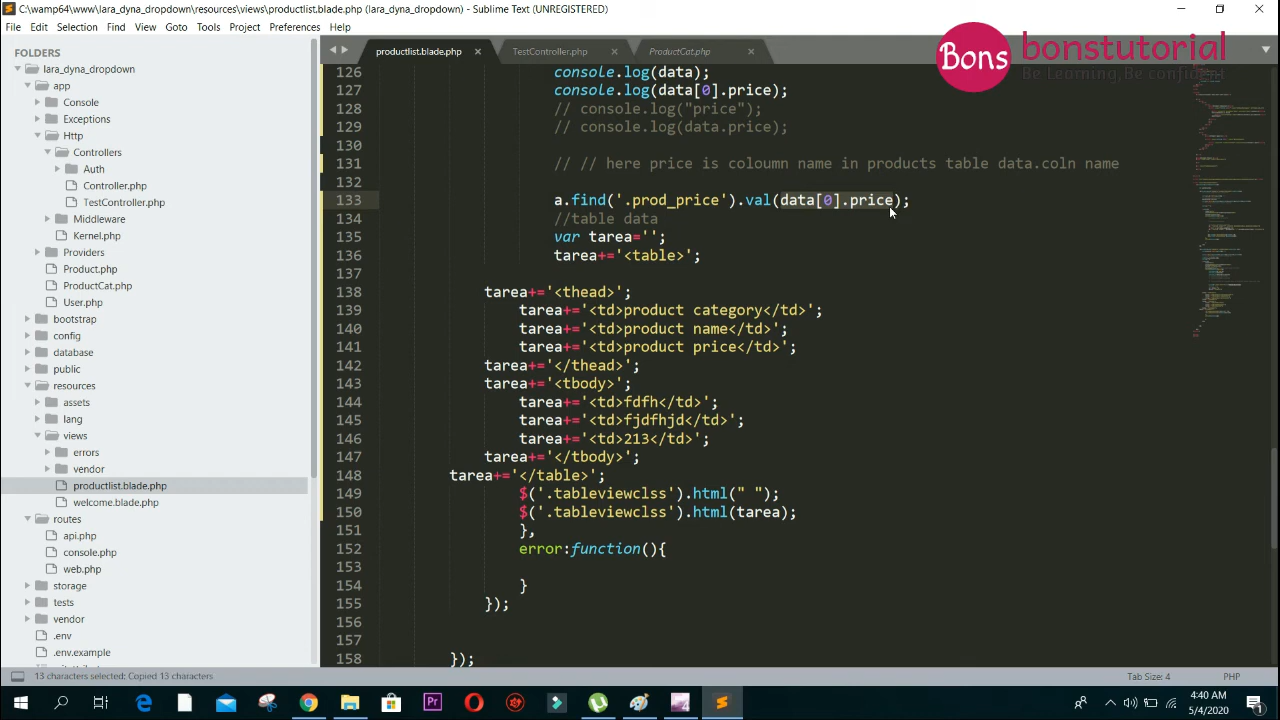 C:\wamp64\www\lara_dyna_dropdown\resources\views\productlist.blade.php (lara_dyna_dropdown) - Sublime Text (UNREGISTERED)
File Edit Selection Find View Goto Tools Project Preferences Help
FOLDERS
lara_dyna_dropdown
app
Console
Exceptions
Http
Controllers
Auth
Controller.php
TestController.php
Middleware
Kernel.php
Providers
Product.php
ProductCat.php
User.php
bootstrap
config
database
public
resources
assets
lang
views
errors
vendor
productlist.blade.php
welcome.blade.php
routes
api.php
console.php
web.php
storage
tests
vendor
.env
.env.example
productlist.blade.php TestController.php ProductCat.php
Bons bonstutorial
Be Learning, Be confident
126 console.log(data);
127 console.log(data[0].price);
128 // console.log("price");
129 // console.log(data.price);
130
131 // // here price is coloumn name in products table data.coln name
132
133 a.find('.prod_price').val(data[0].price);
134 //table data
135 var tarea='';
136 tarea+='<table>';
137
138 tarea+='<thead>';
139 tarea+='<td>product category</td>';
140 tarea+='<td>product name</td>';
141 tarea+='<td>product price</td>';
142 tarea+='</thead>';
143 tarea+='<tbody>';
144 tarea+='<td>fdfh</td>';
145 tarea+='<td>fjdfhjd</td>';
146 tarea+='<td>213</td>';
147 tarea+='</tbody>';
148 tarea+='</table>';
149 $('.tableviewclss').html(" ");
150 $('.tableviewclss').html(tarea);
151 },
152 error:function(){
153
154 }
155 });
156
157
158 });
13 characters selected: Copied 13 characters
Tab Size: 4 PHP
4:40 AM
5/4/2020